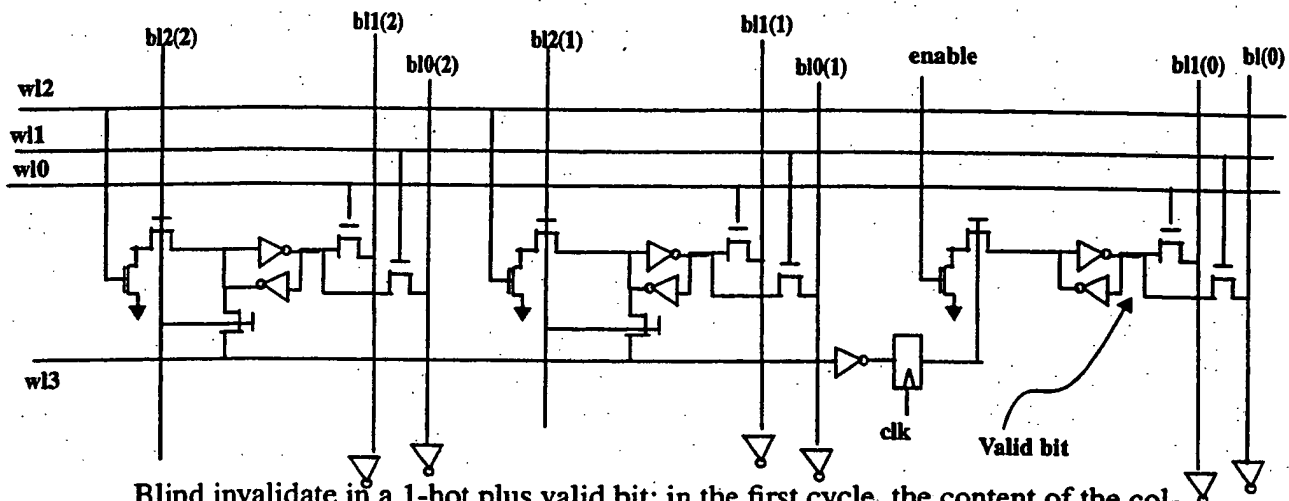 bl2(2)
bl1(2)
bl0(2)
bl2(1)
bl1(1)
bl0(1)
enable
bl1(0)
bl(0)
wl2
wl1
wl0
wl3
clk
Valid bit
Blind invalidate in a 1-hot plus valid bit: in the first cycle, the content of the col-